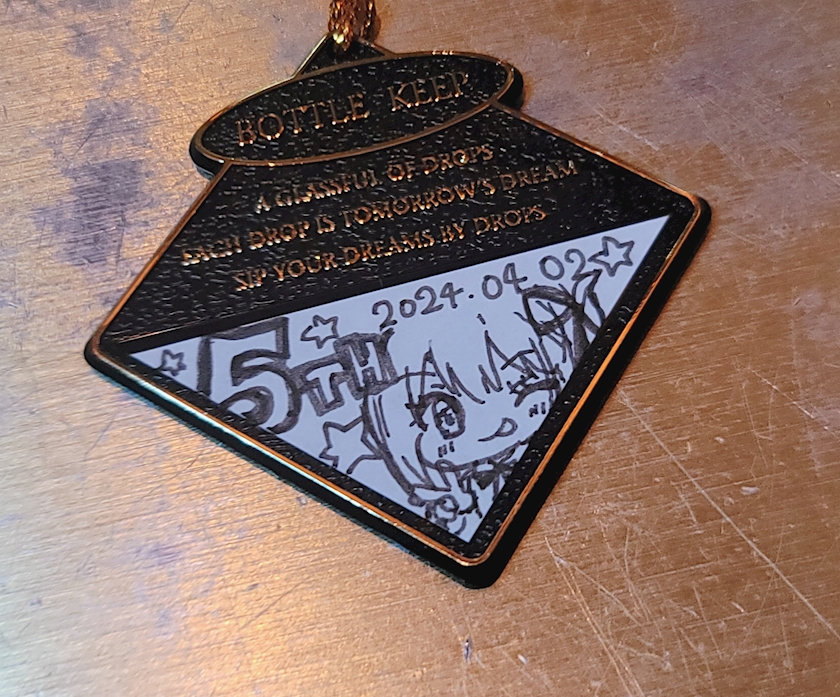 BOTTLE KEEP
A GLASSFUL OF DROPS
EACH DROP IS TOMORROW'S DREAM
SIP YOUR DREAMS BY DROPS
2024.04 02
5TH